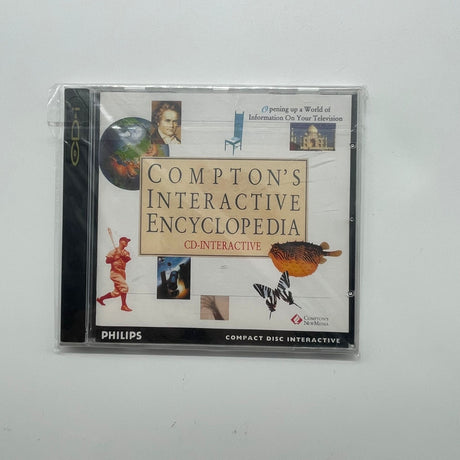 Opening up a World of
Information On Your Television
COMPTON'S
INTERACTIVE
ENCYCLOPEDIA
CD-INTERACTIVE
COMPTON'S
NEWMEDIA
PHILIPS
COMPACT DISC INTERACTIVE